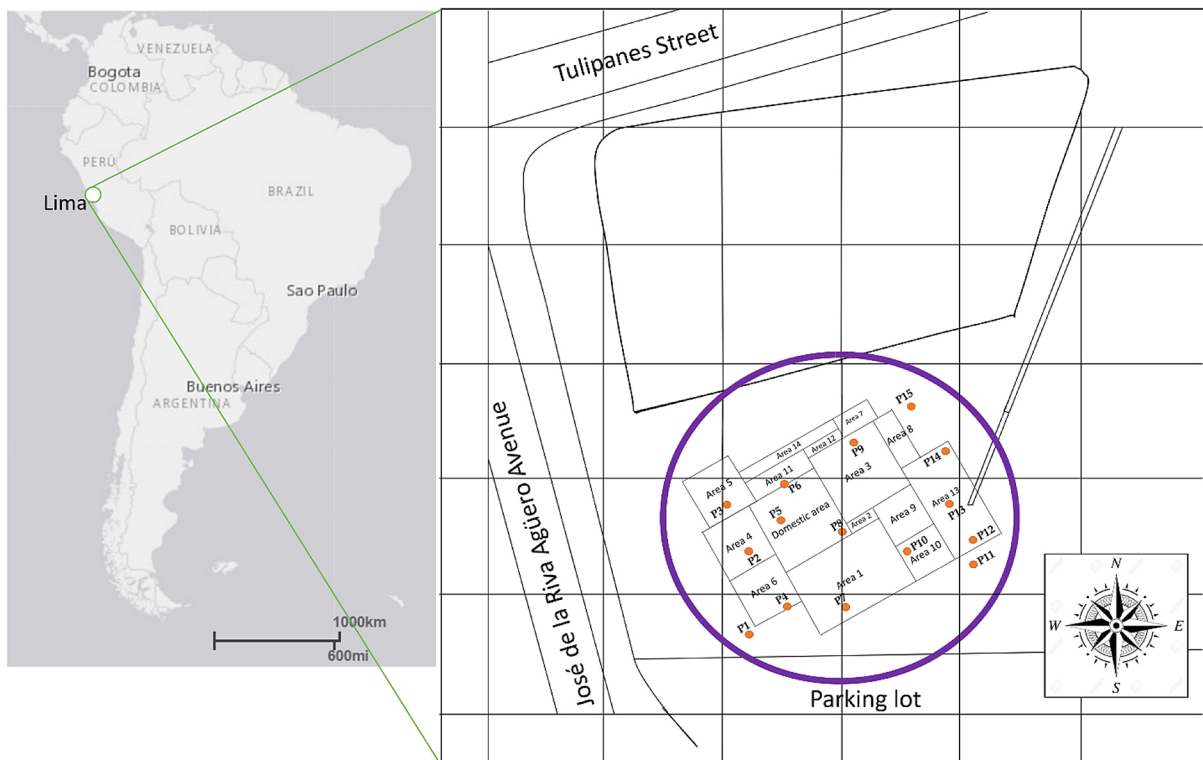 VENEZUELA
Bogota
COLOMBIA
PERÚ
Lima
BRAZIL
BOLIVIA
Sao Paulo
Buenos Aires
ARGENTINA
1000km
600mi
Tulipanes Street
José de la Riva Agüero Avenue
P15
Area 7
Area 8
Area 14
Area 12
P9
P14
Area 11
Area 3
Area 5
P6
P3
P5
Area 13
P13
Domestic area
P8
Area 2
Area 9
Area 4
P2
P10
P12
Area 10
P11
Area 6
Area 1
P4
P7
P1
Parking lot
N
W
E
S